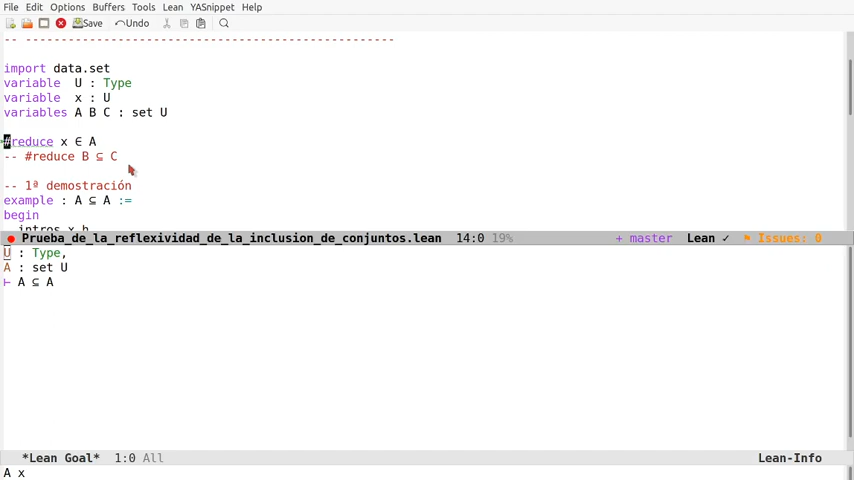 File Edit Options Buffers Tools Lean YASnippet Help
Save Undo
-- ----------------------------------------------------
import data.set
variable  U : Type
variable  x : U
variables A B C : set U
#reduce x ∈ A
-- #reduce B ⊆ C
-- 1ª demostración
example : A ⊆ A :=
begin
intros x h
Prueba_de_la_reflexividad_de_la_inclusion_de_conjuntos.lean  14:0 19%  + master  Lean ✓  Issues: 0
U : Type,
A : set U
⊢ A ⊆ A
*Lean Goal*  1:0 All  Lean-Info
A x